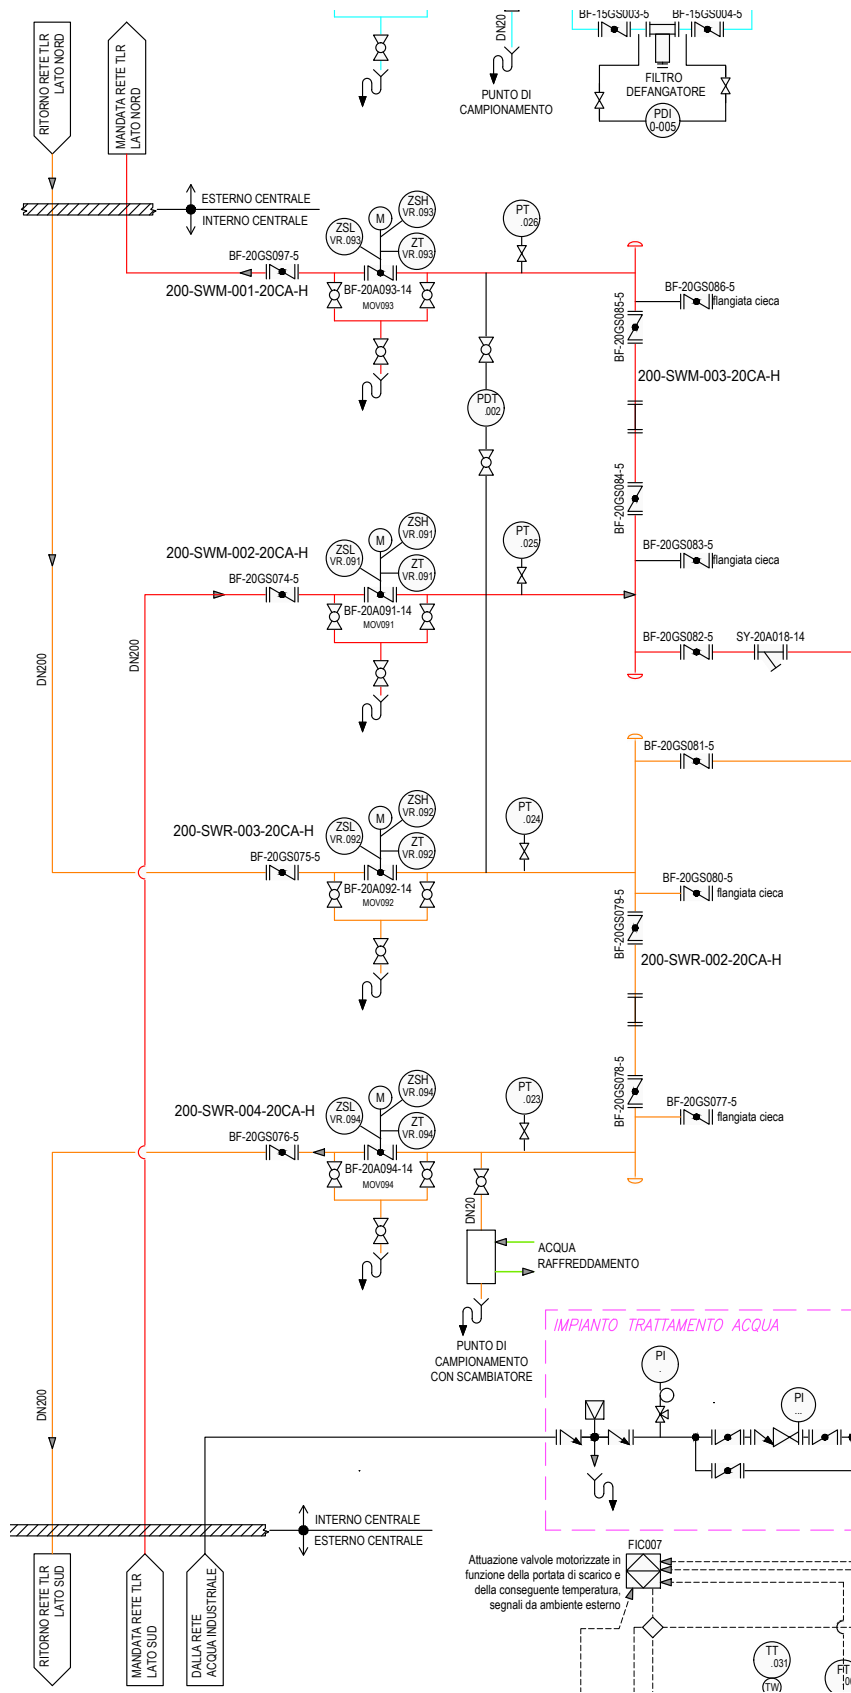 BF-15GS003-5
BF-15GS004-5
DN20
FILTRO
DEFANGATORE
PUNTO DI
CAMPIONAMENTO
PDI
0-005
RITORNO RETE TLR
LATO NORD
MANDATA RETE TLR
LATO NORD
ESTERNO CENTRALE
INTERNO CENTRALE
ZSL
VR.093
M
ZSH
VR.093
ZT
VR.093
PT
.026
BF-20GS097-5
200-SWM-001-20CA-H
BF-20A093-14
MOV093
BF-20GS086-5
flangiata cieca
BF-20GS085-5
200-SWM-003-20CA-H
PDT
.002
BF-20GS084-5
200-SWM-002-20CA-H
ZSL
VR.091
M
ZSH
VR.091
ZT
VR.091
PT
.025
BF-20GS083-5
flangiata cieca
BF-20GS074-5
BF-20A091-14
MOV091
BF-20GS082-5
SY-20A018-14
DN200
DN200
BF-20GS081-5
200-SWR-003-20CA-H
ZSL
VR.092
M
ZSH
VR.092
ZT
VR.092
PT
.024
BF-20GS075-5
BF-20A092-14
MOV092
BF-20GS080-5
flangiata cieca
BF-20GS079-5
200-SWR-002-20CA-H
BF-20GS078-5
200-SWR-004-20CA-H
ZSL
VR.094
M
ZSH
VR.094
ZT
VR.094
PT
.023
BF-20GS077-5
flangiata cieca
BF-20GS076-5
BF-20A094-14
MOV094
DN20
ACQUA
RAFFREDDAMENTO
PUNTO DI
CAMPIONAMENTO
CON SCAMBIATORE
IMPIANTO TRATTAMENTO ACQUA
PI
.
PI
...
DN200
INTERNO CENTRALE
ESTERNO CENTRALE
RITORNO RETE TLR
LATO SUD
MANDATA RETE TLR
LATO SUD
DALLA RETE
ACQUA INDUSTRIALE
FIC007
Attuazione valvole motorizzate in
funzione della portata di scarico e
della conseguente temperatura,
segnali da ambiente esterno
TT
.031
TW